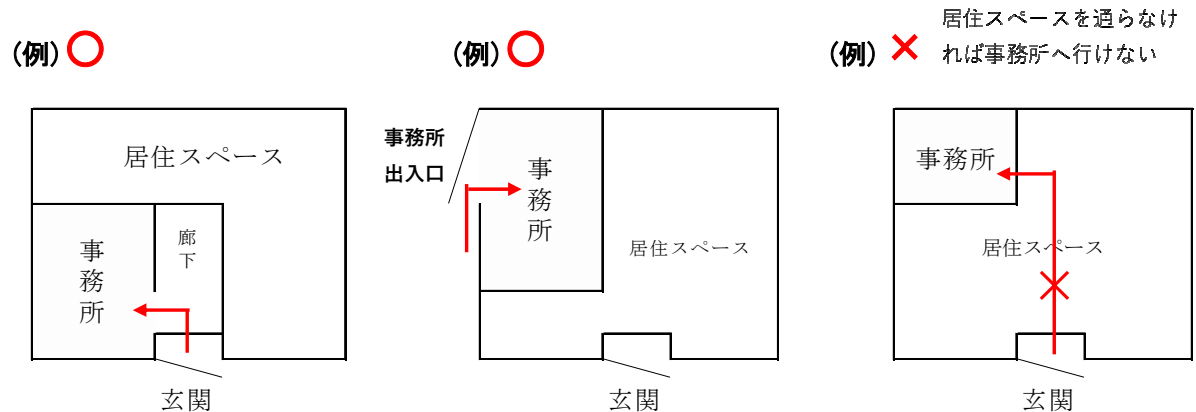 (例)○
居住スペース
事務所
廊下
玄関
(例)○
事務所
出入口
事務所
居住スペース
玄関
(例)×
居住スペースを通らなけ
れば事務所へ行けない
事務所
居住スペース
玄関